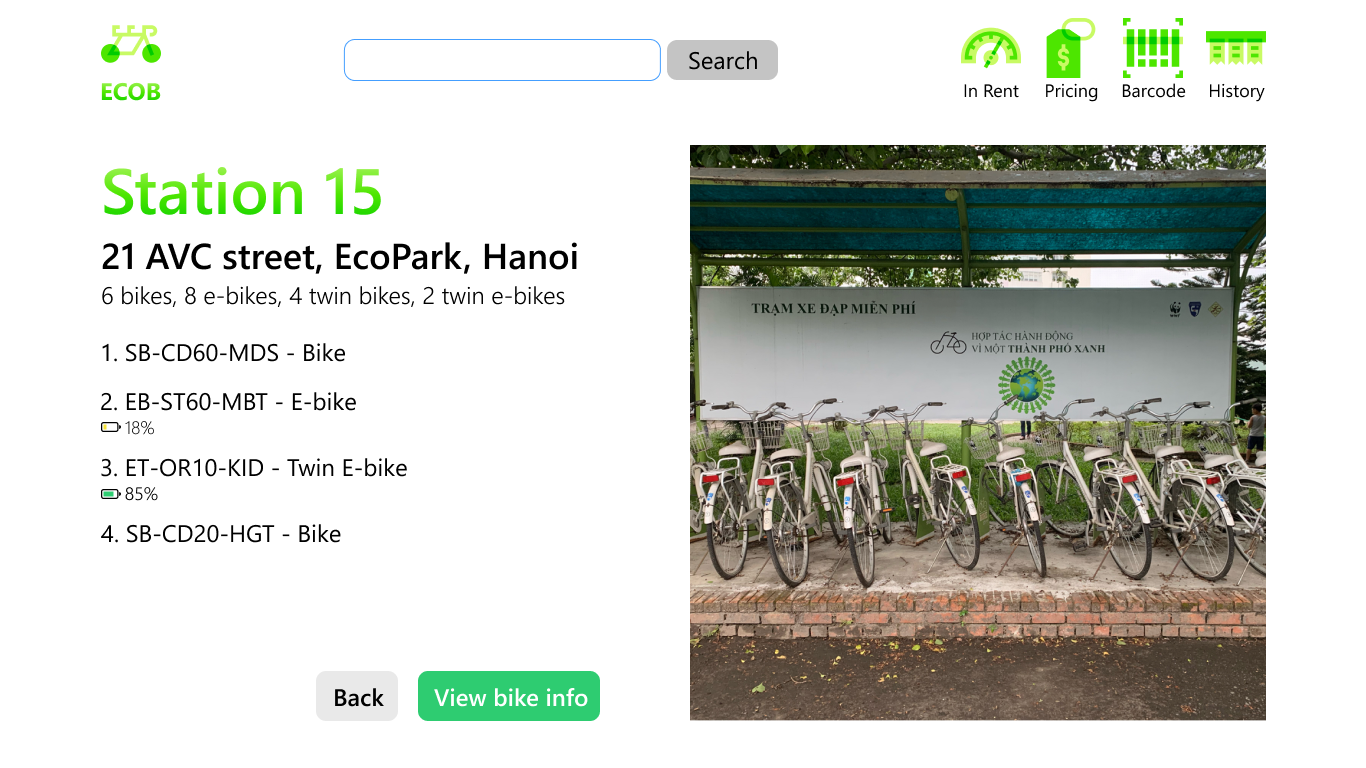 ECOB
Search
In Rent
Pricing
Barcode
History
Station 15
21 AVC street, EcoPark, Hanoi
6 bikes, 8 e-bikes, 4 twin bikes, 2 twin e-bikes
1. SB-CD60-MDS - Bike
2. EB-ST60-MBT - E-bike
18%
3. ET-OR10-KID - Twin E-bike
85%
4. SB-CD20-HGT - Bike
Back
View bike info
TRẠM XE ĐẠP MIỄN PHÍ
WWF
HỢP TÁC HÀNH ĐỘNG
VÌ MỘT THÀNH PHỐ XANH